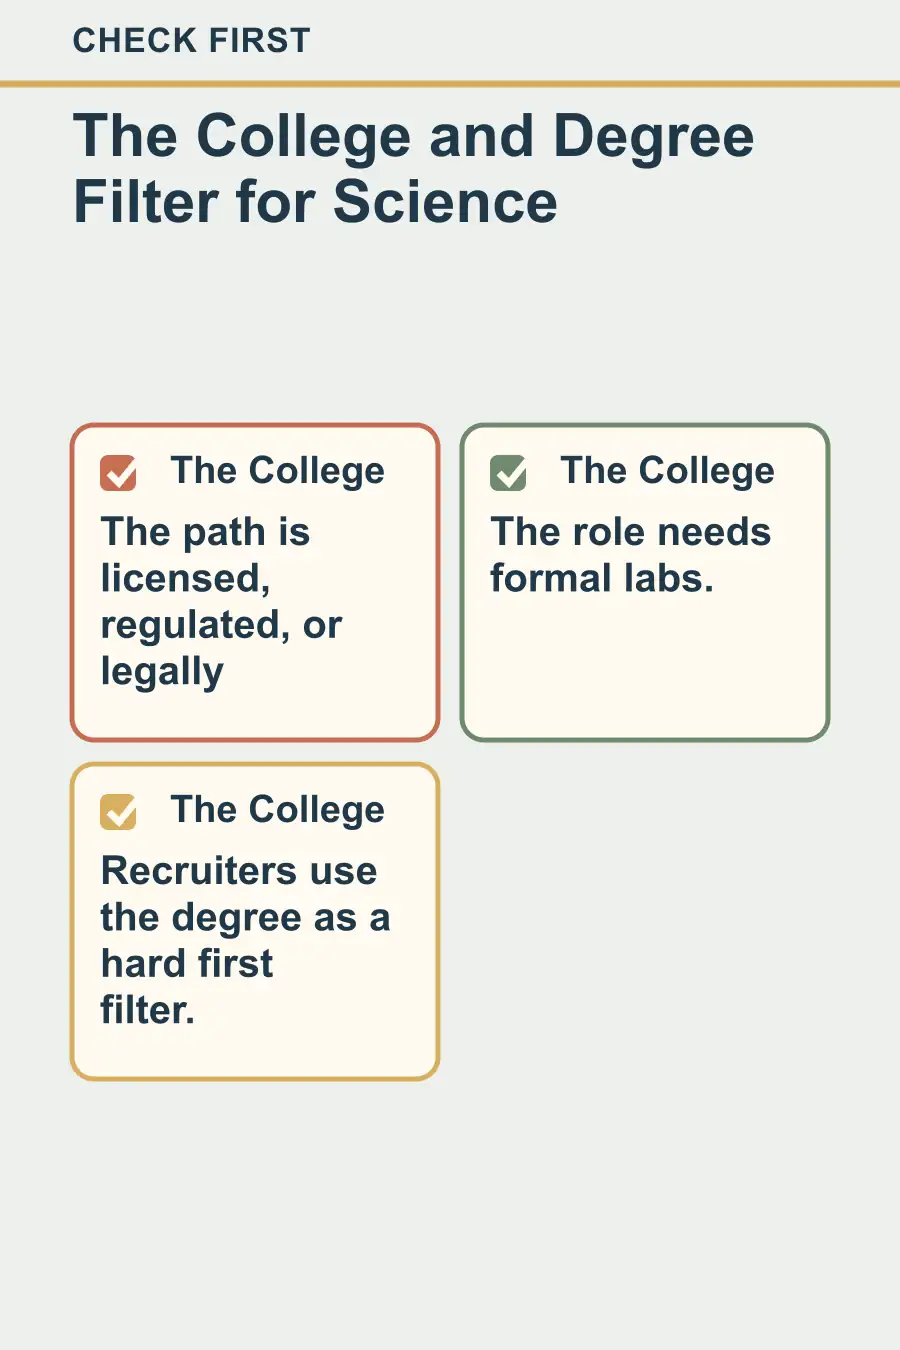 CHECK FIRST
The College and Degree
Filter for Science
The College
The path is
licensed,
regulated, or
legally
The College
The role needs
formal labs.
The College
Recruiters use
the degree as a
hard first
filter.